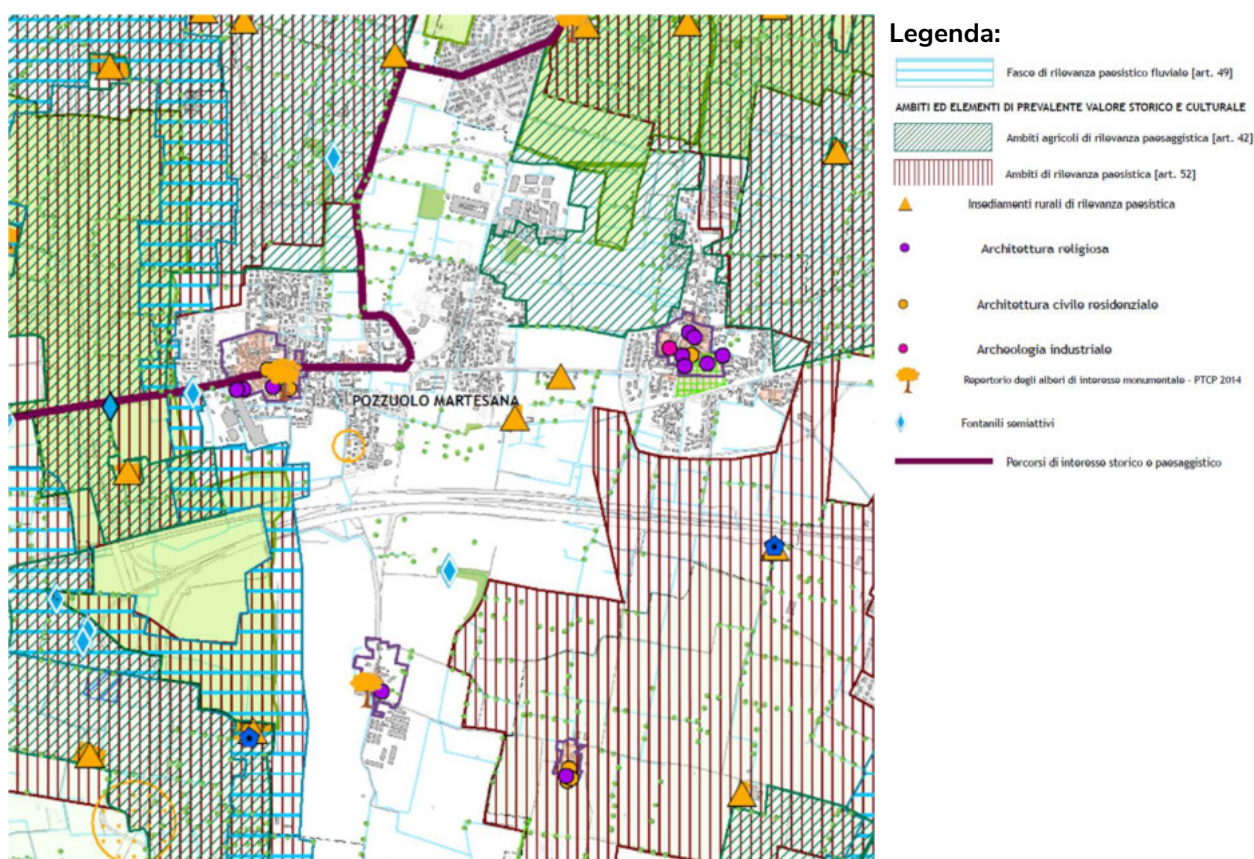 Legenda:
Fasce di rilevanza paesistico fluviale [art. 49]
AMBITI ED ELEMENTI DI PREVALENTE VALORE STORICO E CULTURALE
Ambiti agricoli di rilevanza paesaggistica [art. 42]
Ambiti di rilevanza paesistica [art. 52]
Insediamenti rurali di rilevanza paesistica
Architettura religiosa
Architettura civile residenziale
Archeologia industriale
Repertorio degli alberi di interesse monumentale - PTCP 2014
Fontanili semiattivi
Percorsi di interesse storico e paesaggistico
POZZUOLO MARTESANA